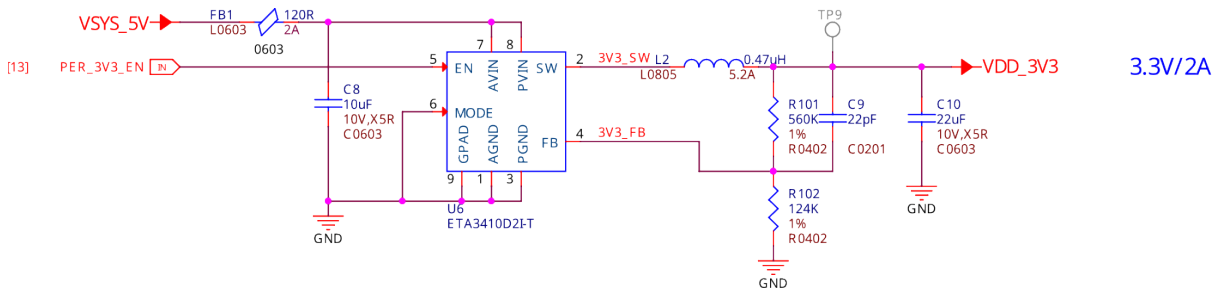 TP9
FB1 120R
VSYS_5V
L0603 2A
0603
7 8
[13] PER_3V3_EN IN
5 EN AVIN PVIN SW 2 3V3_SW L2 0.47uH
L0805 5.2A
VDD_3V3 3.3V/2A
C8
10uF
10V,X5R
C0603
6 MODE
R101
560K
1%
R0402
C9
22pF
C0201
C10
22uF
10V,X5R
C0603
GPAD AGND PGND FB 4 3V3_FB
9 1 3
U6
ETA3410D2I-T
R102
124K
1%
R0402
GND
GND
GND